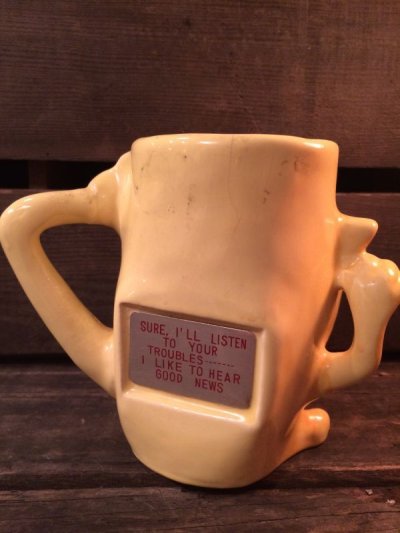 SURE, I'LL LISTEN
TO YOUR
TROUBLES-------
I LIKE TO HEAR
GOOD NEWS